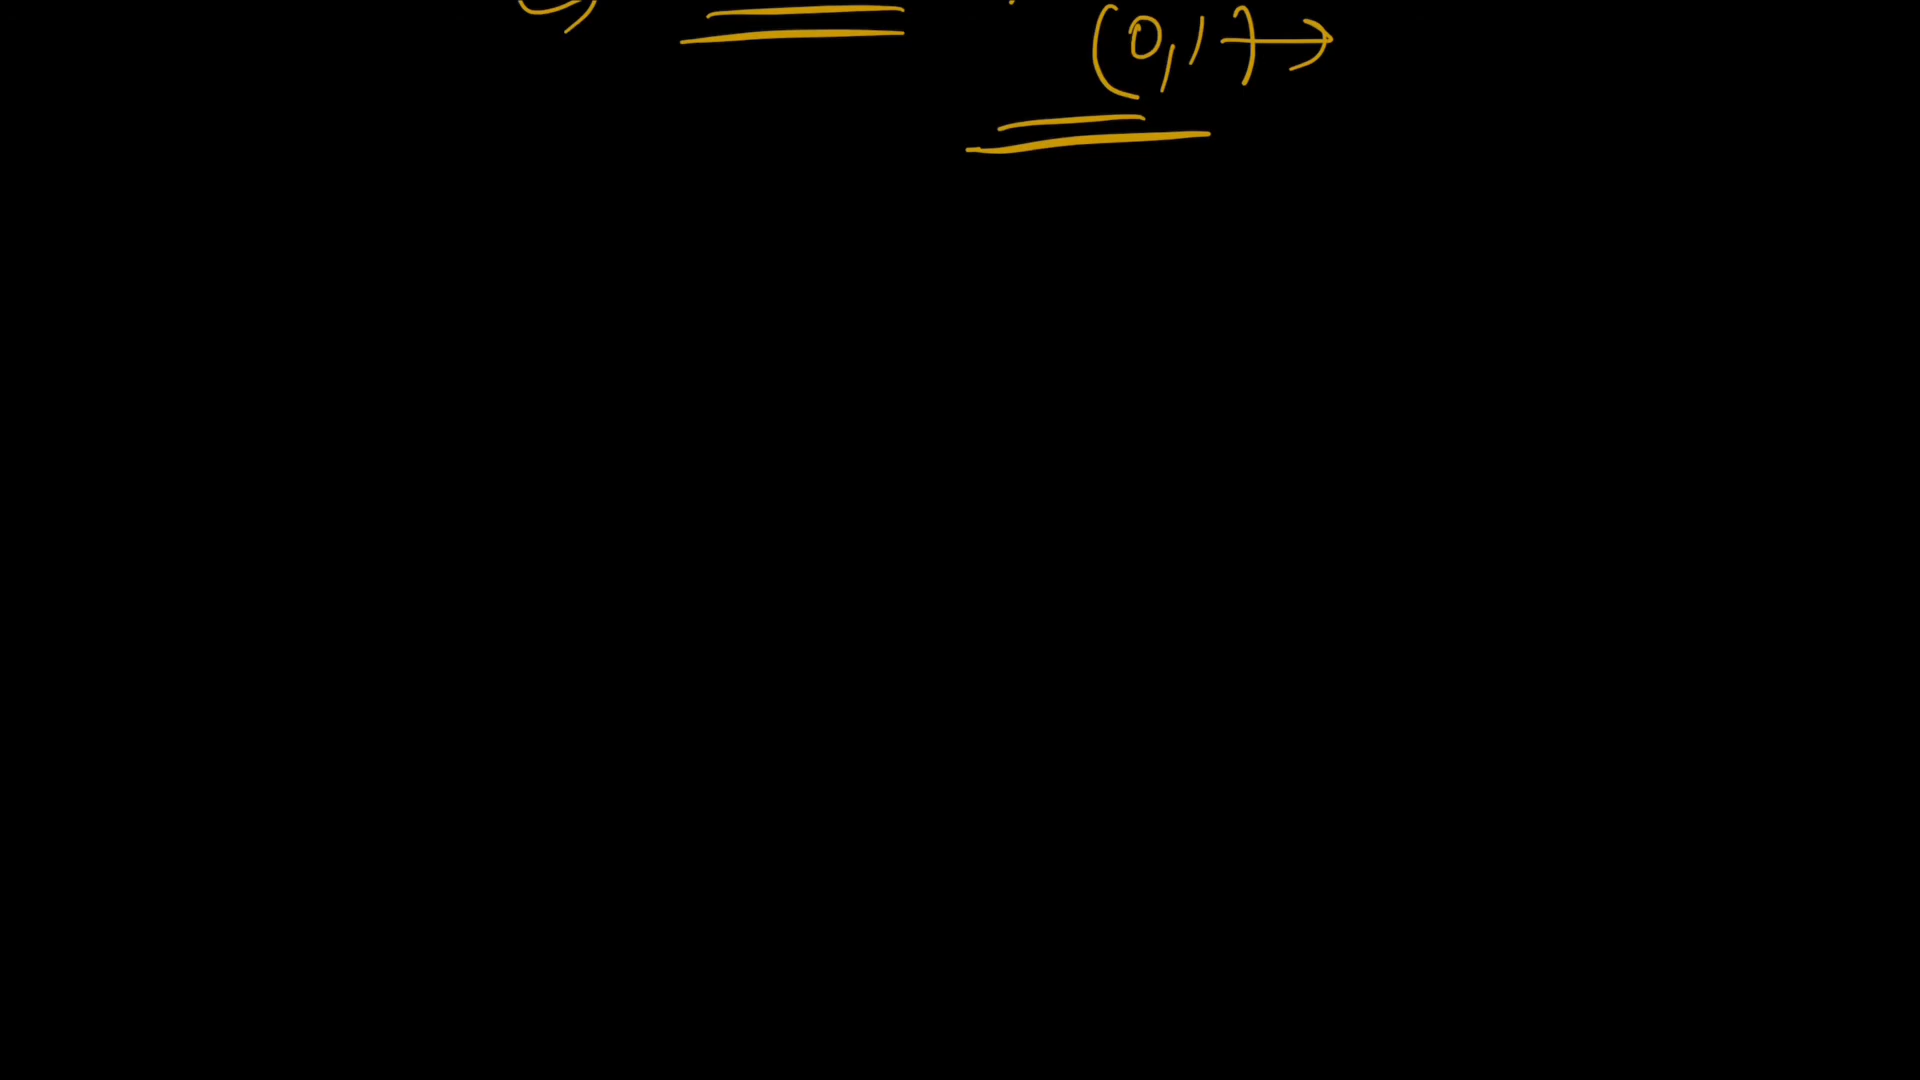 (0,1) →